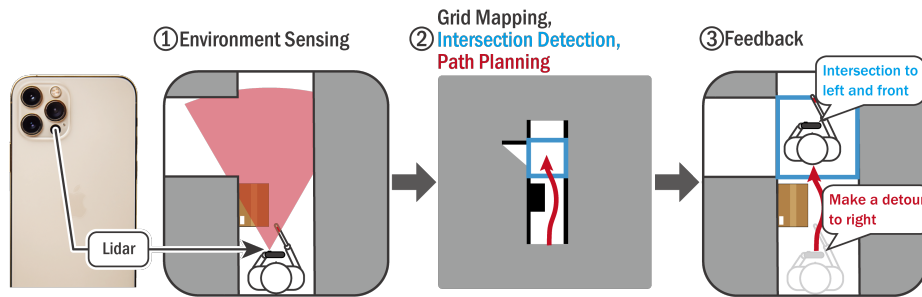 ①Environment Sensing
Grid Mapping,
②Intersection Detection,
Path Planning
③Feedback
Intersection to
left and front
Make a detour
to right
Lidar